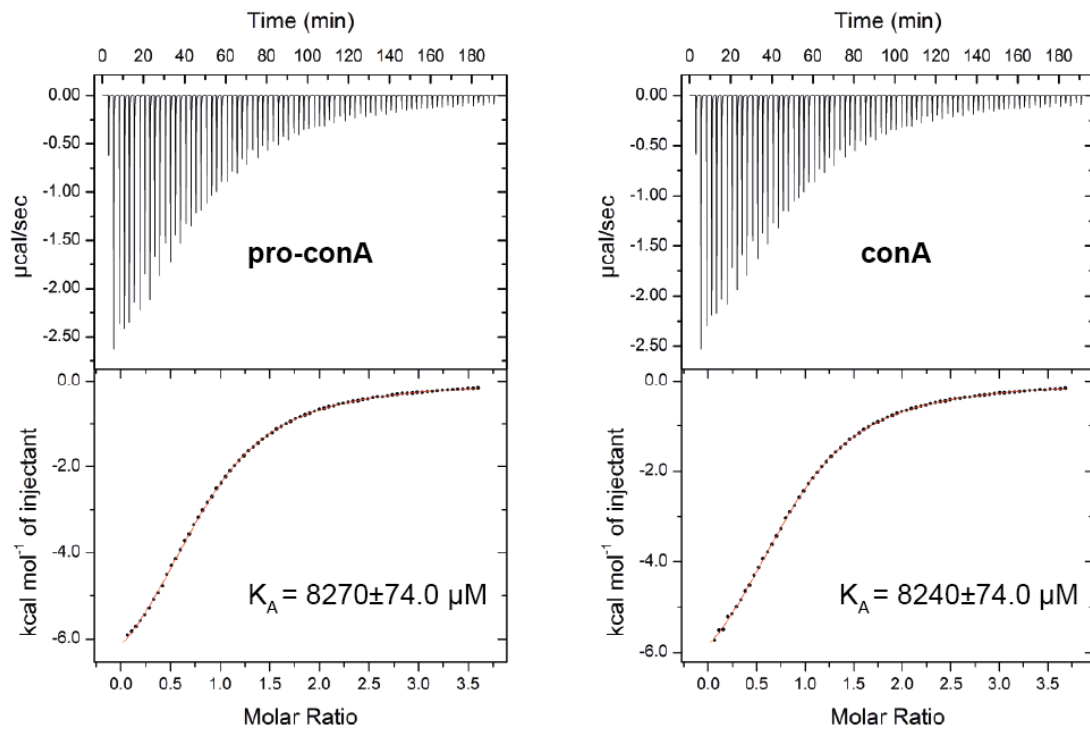 Time (min)
0 20 40 60 80 100 120 140 160 180
0.00
-0.50
-1.00
-1.50
-2.00
-2.50
µcal/sec
pro-conA
0.0
-2.0
-4.0
-6.0
kcal mol⁻¹ of injectant
K_A = 8270±74.0 µM
0.0 0.5 1.0 1.5 2.0 2.5 3.0 3.5
Molar Ratio
Time (min)
0 20 40 60 80 100 120 140 160 180
0.00
-0.50
-1.00
-1.50
-2.00
-2.50
µcal/sec
conA
0.0
-2.0
-4.0
-6.0
kcal mol⁻¹ of injectant
K_A = 8240±74.0 µM
0.0 0.5 1.0 1.5 2.0 2.5 3.0 3.5
Molar Ratio